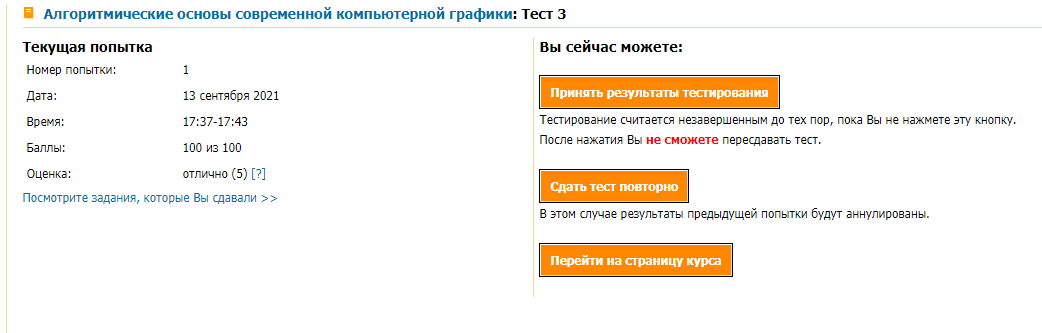 Алгоритмические основы современной компьютерной графики: Тест 3
Текущая попытка
Номер попытки: 1
Дата: 13 сентября 2021
Время: 17:37-17:43
Баллы: 100 из 100
Оценка: отлично (5) [?]
Посмотрите задания, которые Вы сдавали >>
Вы сейчас можете:
Принять результаты тестирования
Тестирование считается незавершенным до тех пор, пока Вы не нажмете эту кнопку.
После нажатия Вы не сможете пересдавать тест.
Сдать тест повторно
В этом случае результаты предыдущей попытки будут аннулированы.
Перейти на страницу курса